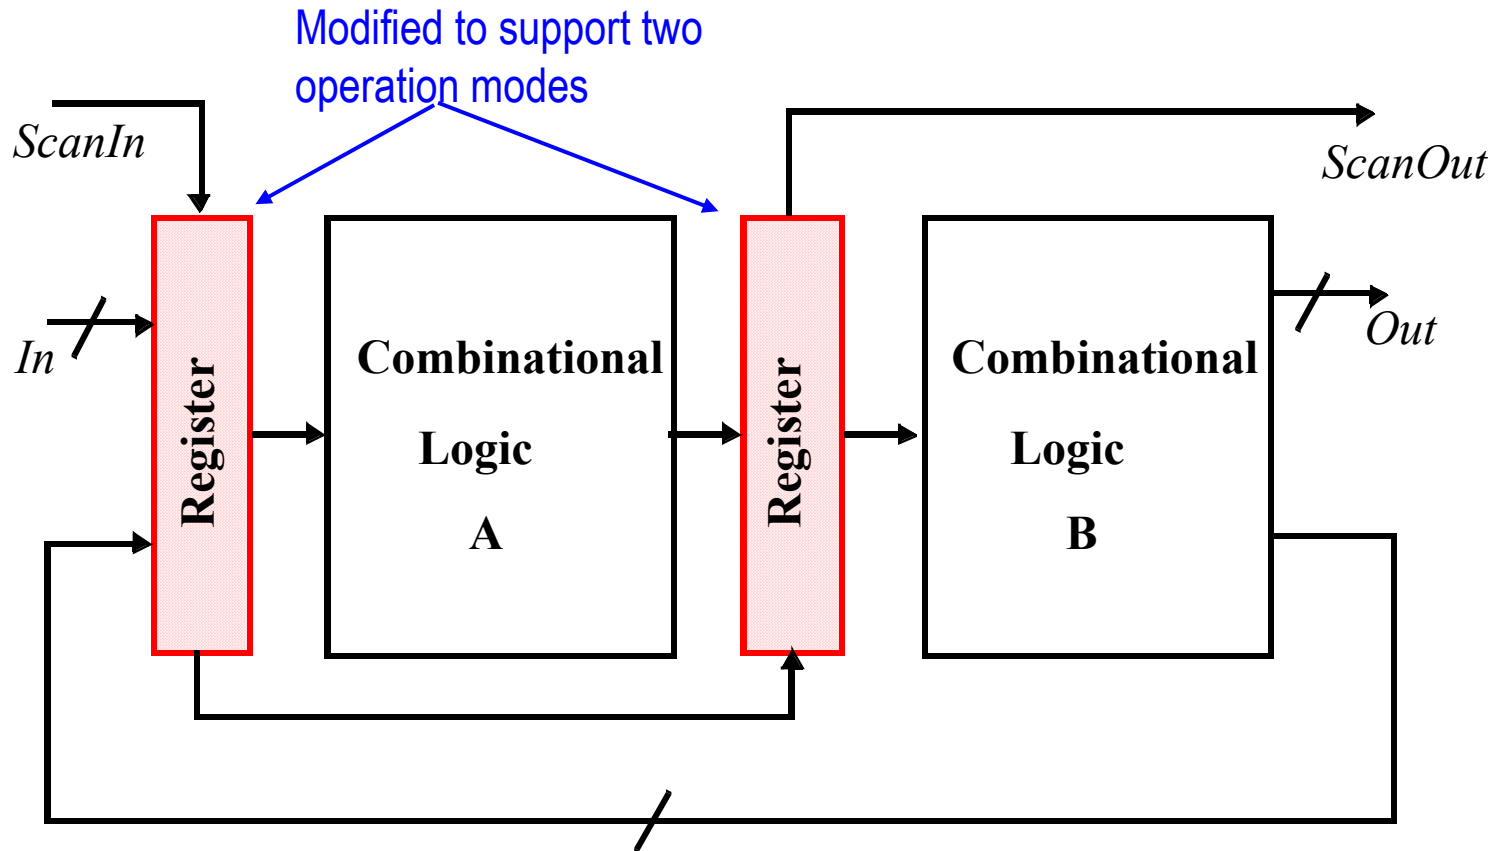 Modified to support two
operation modes
ScanIn
ScanOut
In
Out
Register
Combinational
Logic
A
Register
Combinational
Logic
B